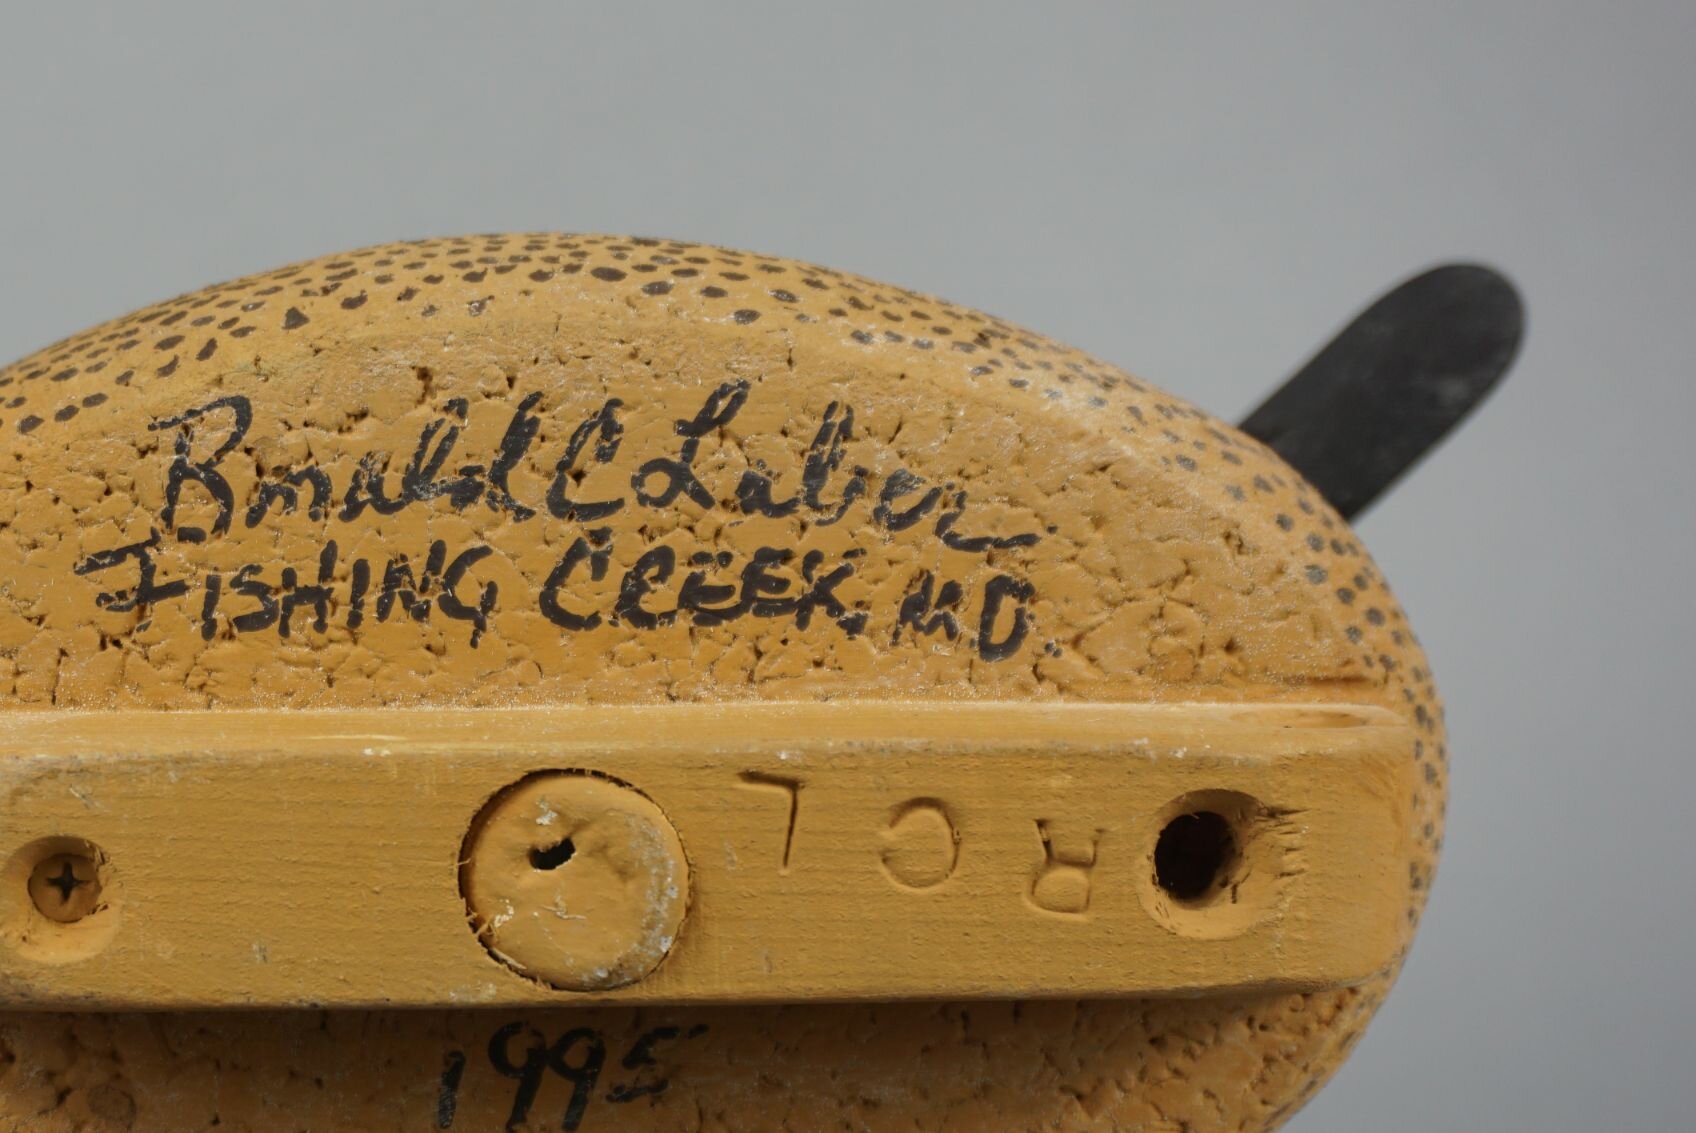 Ronald C Laber
FISHING CREEK, MD.
RCL
1995